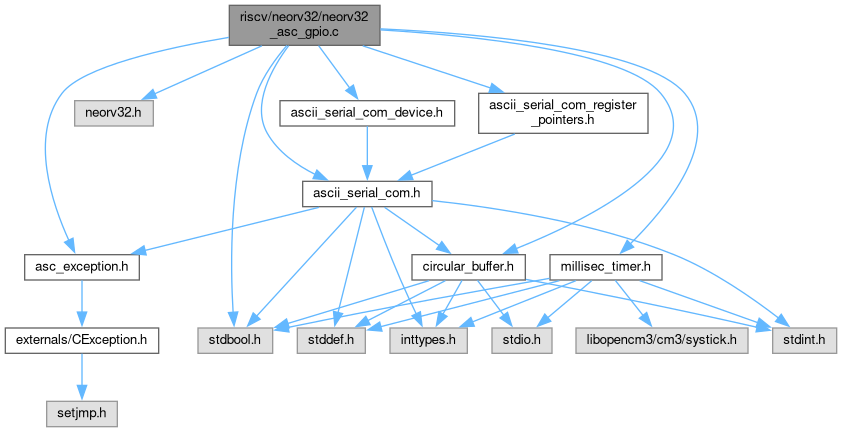 riscv/neorv32/neorv32
_asc_gpio.c
neorv32.h
ascii_serial_com_device.h
ascii_serial_com_register
_pointers.h
ascii_serial_com.h
asc_exception.h
circular_buffer.h
millisec_timer.h
externals/CException.h
stdbool.h
stddef.h
inttypes.h
stdio.h
libopencm3/cm3/systick.h
stdint.h
setjmp.h